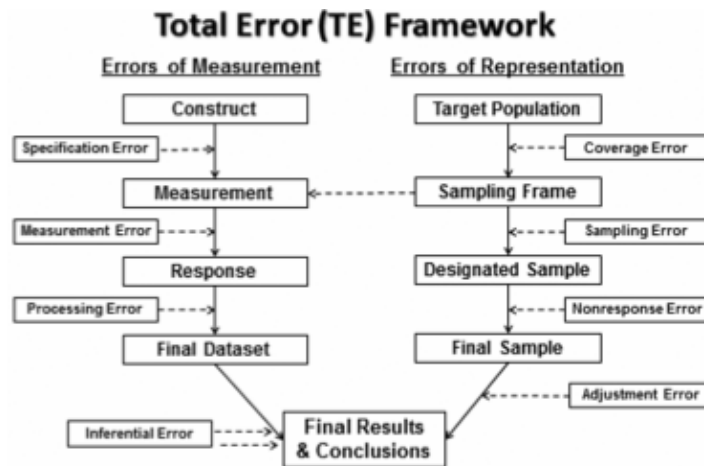 Total Error (TE) Framework
Errors of Measurement
Errors of Representation
Construct
Target Population
Specification Error
Coverage Error
Measurement
Sampling Frame
Measurement Error
Sampling Error
Response
Designated Sample
Processing Error
Nonresponse Error
Final Dataset
Final Sample
Adjustment Error
Inferential Error
Final Results
& Conclusions